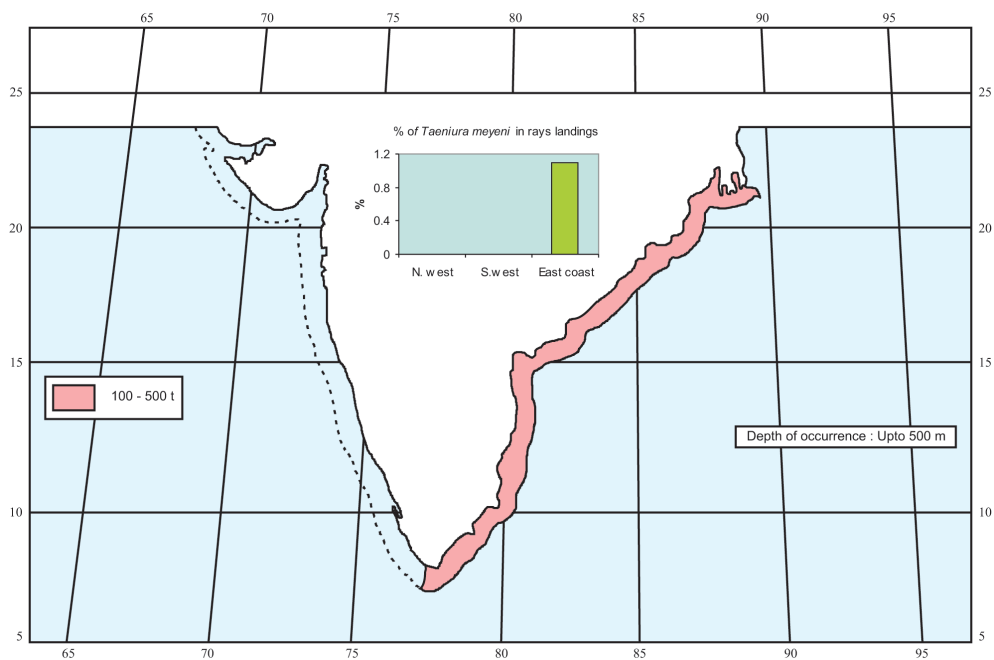 65 70 75 80 85 90 95
25 25
% of Taeniura meyeni in rays landings
1.2
0.8
%
0.4
0
N. west S.west East coast
20 20
15 15
100 - 500 t
Depth of occurrence : Upto 500 m
10 10
5 5
65 70 75 80 85 90 95